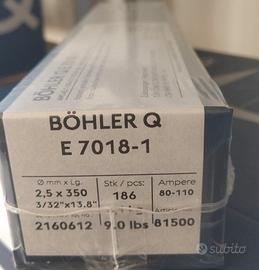 BÖHLER Q
BÖHLER Q
E 7018-1
Ø mm x Lg.
Stk / pcs:
Ampere
2,5 x 350
186
80-110
3/32"x13.8"
2160612
9.0 lbs
81500
subito